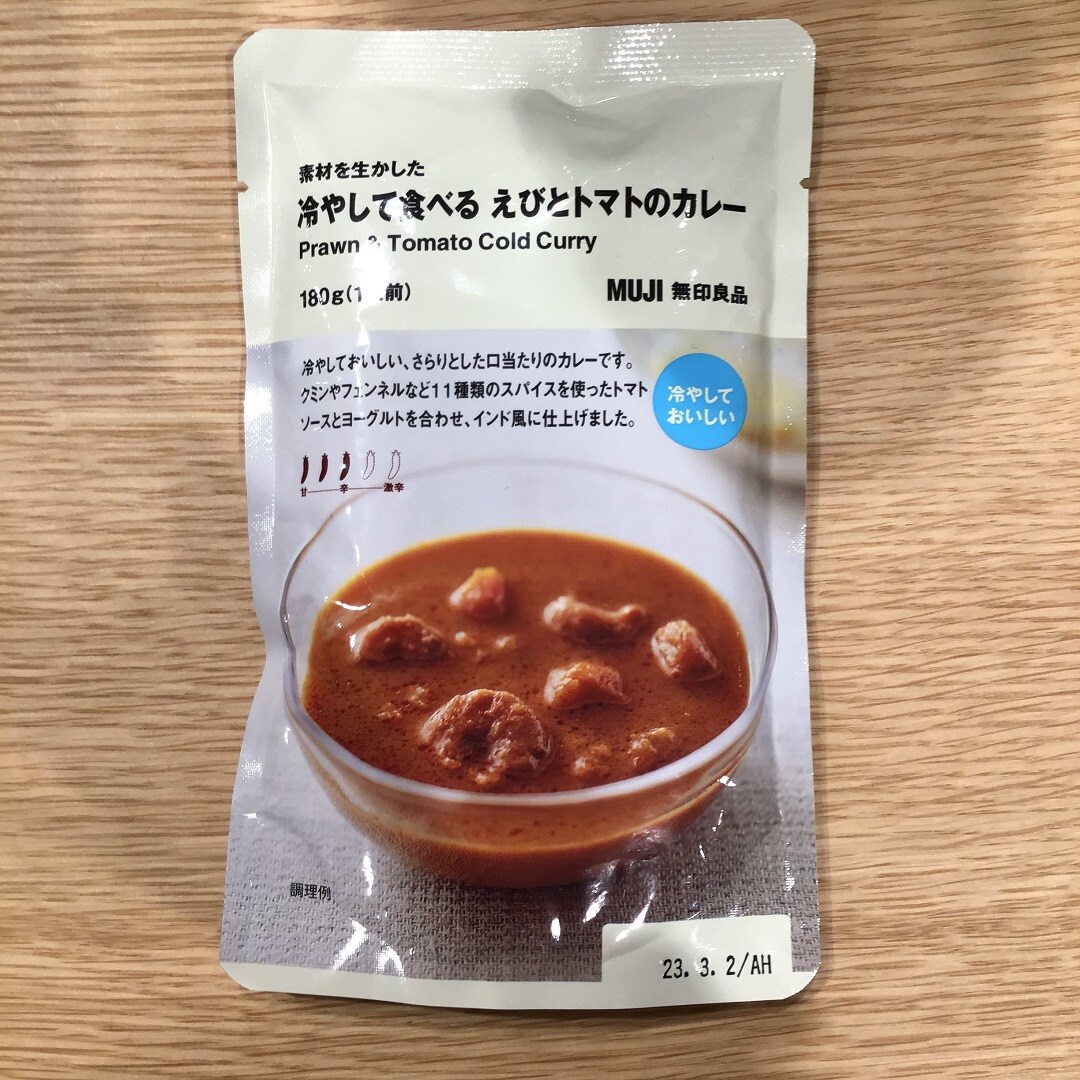 素材を生かした
冷やして食べる えびとトマトのカレー
Prawn & Tomato Cold Curry
180g(1人前)
MUJI 無印良品
冷やしておいしい、さらりとした口当たりのカレーです。
クミンやフェンネルなど11種類のスパイスを使ったトマト
ソースとヨーグルトを合わせ、インド風に仕上げました。
冷やして
おいしい
甘 辛 激辛
調理例
23. 3. 2/AH